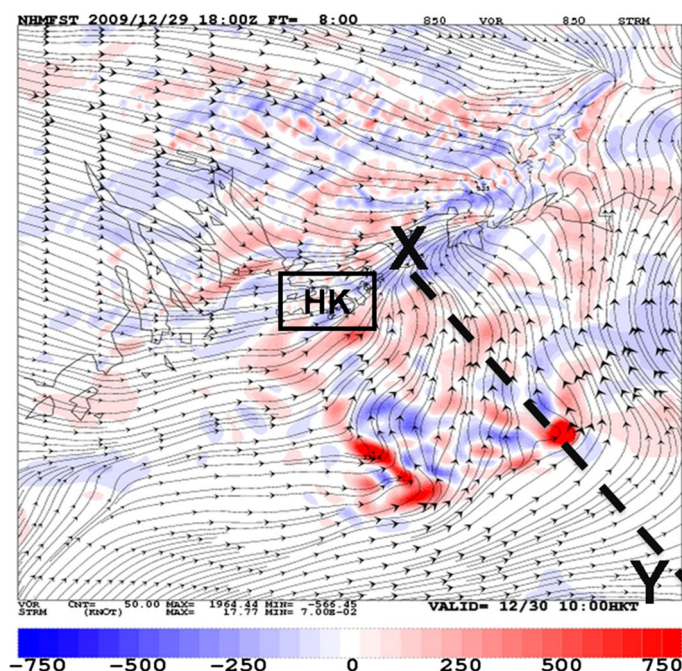 NHMFST 2009/12/29 18:00Z FT= 8:00 850 VOR 850 STRM
X
HK
Y
VOR CNT= 50.00 MAX= 1964.44 MIN= -566.45
STRM (KNOT) MAX= 17.77 MIN= 7.00E-02
VALID= 12/30 10:00HKT
-750 -500 -250 0 250 500 750